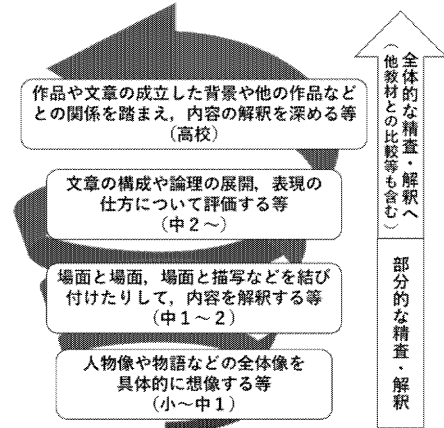 作品や文章の成立した背景や他の作品など
との関係を踏まえ，内容の解釈を深める等
（高校）
文章の構成や論理の展開，表現の
仕方について評価する等
（中２～）
場面と場面，場面と描写などを結び
付けたりして，内容を解釈する等
（中１～２）
人物像や物語などの全体像を
具体的に想像する等
（小～中１）
全体的な精査・解釈へ
（他教材との比較等も含む）
部分的な精査・解釈